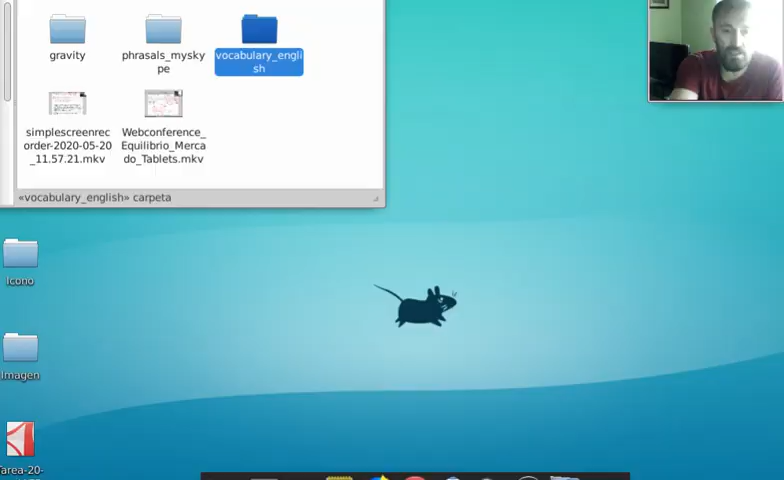 gravity
phrasals_mysky
pe
vocabulary_engli
sh
simplescreenrec
order-2020-05-20
_11.57.21.mkv
Webconference_
Equilibrio_Merca
do_Tablets.mkv
«vocabulary_english» carpeta
Icono
Imagen
Tarea-20-